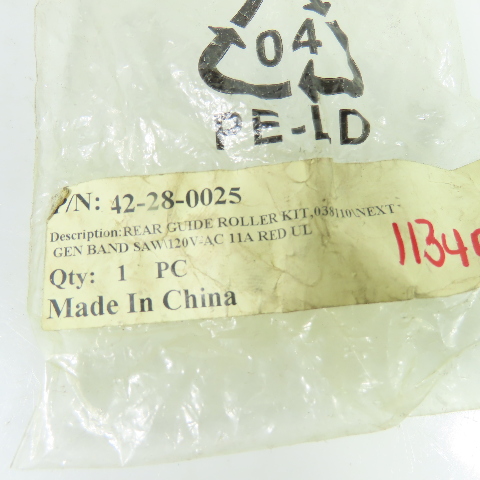 04
PE-LD
P/N: 42-28-0025
Description:REAR GUIDE ROLLER KIT,038110\NEXT
GEN BAND SAW\120V-AC 11A RED UL
Qty: 1 PC
Made In China